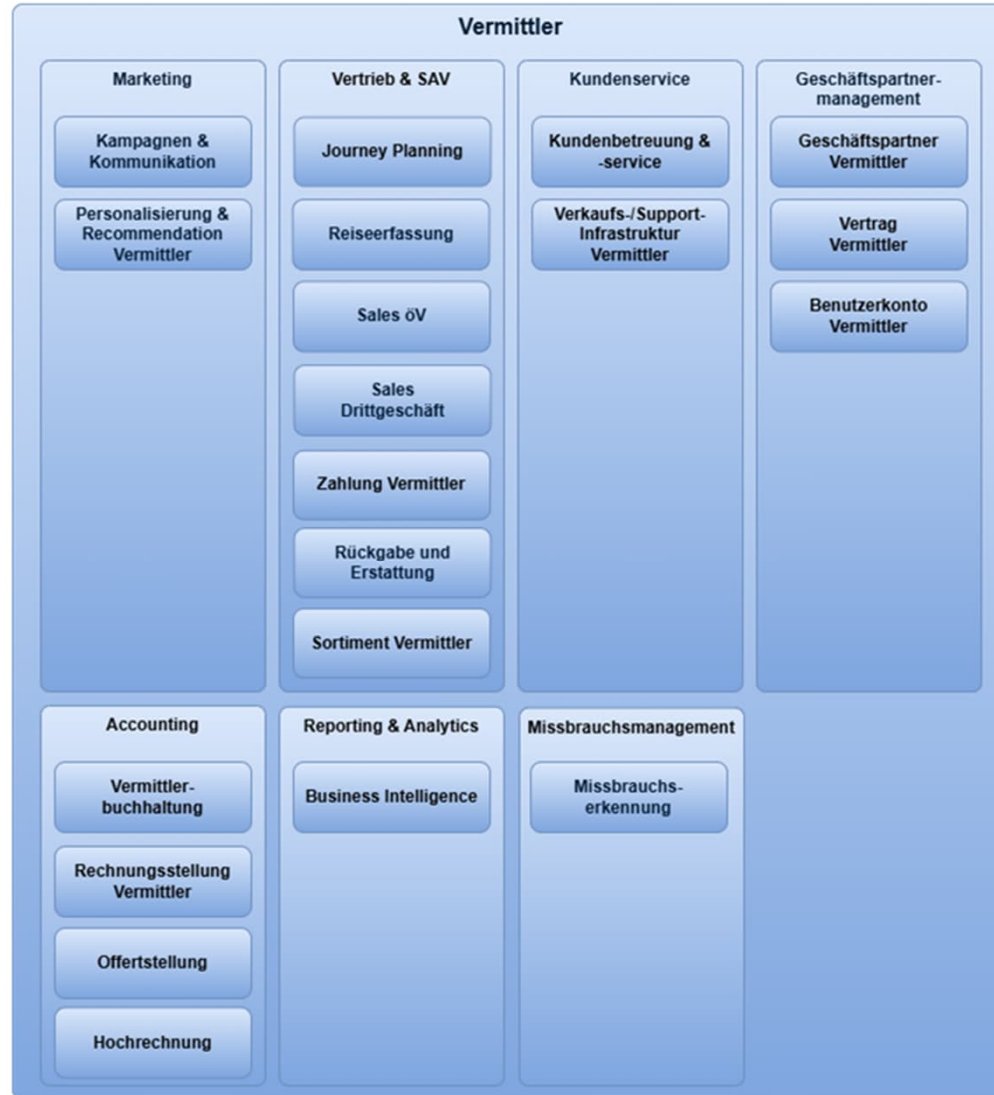 Vermittler
Marketing
Kampagnen &
Kommunikation
Personalisierung &
Recommendation
Vermittler
Vertrieb & SAV
Journey Planning
Reiseerfassung
Sales öV
Sales
Drittgeschäft
Zahlung Vermittler
Rückgabe und
Erstattung
Sortiment Vermittler
Kundenservice
Kundenbetreuung &
-service
Verkaufs-/Support-
Infrastruktur
Vermittler
Geschäftspartner-
management
Geschäftspartner
Vermittler
Vertrag
Vermittler
Benutzerkonto
Vermittler
Accounting
Vermittler-
buchhaltung
Rechnungsstellung
Vermittler
Offertstellung
Hochrechnung
Reporting & Analytics
Business Intelligence
Missbrauchsmanagement
Missbrauchs-
erkennung